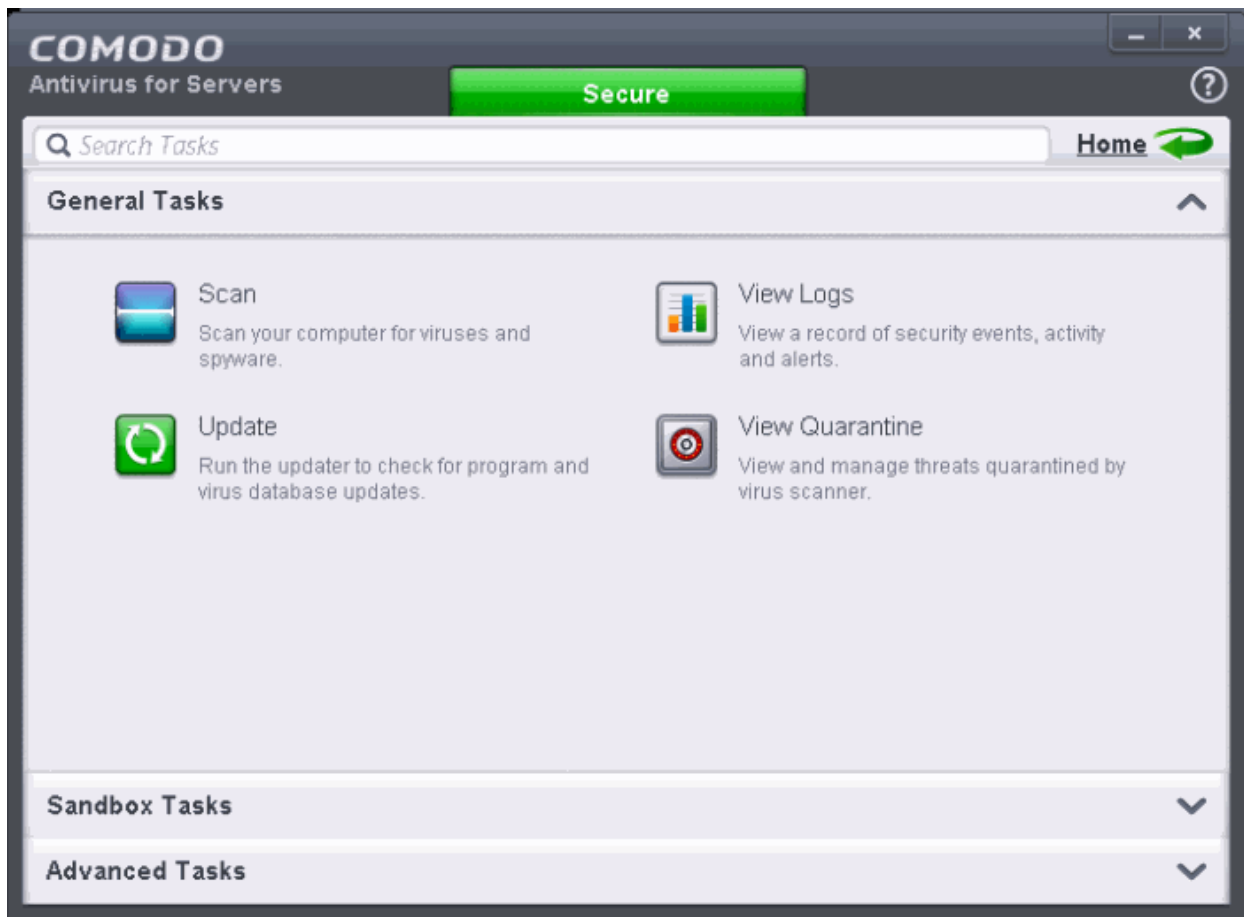 COMODO
Antivirus for Servers
Secure
Search Tasks
Home
General Tasks
Scan
Scan your computer for viruses and
spyware.
View Logs
View a record of security events, activity
and alerts.
Update
Run the updater to check for program and
virus database updates.
View Quarantine
View and manage threats quarantined by
virus scanner.
Sandbox Tasks
Advanced Tasks